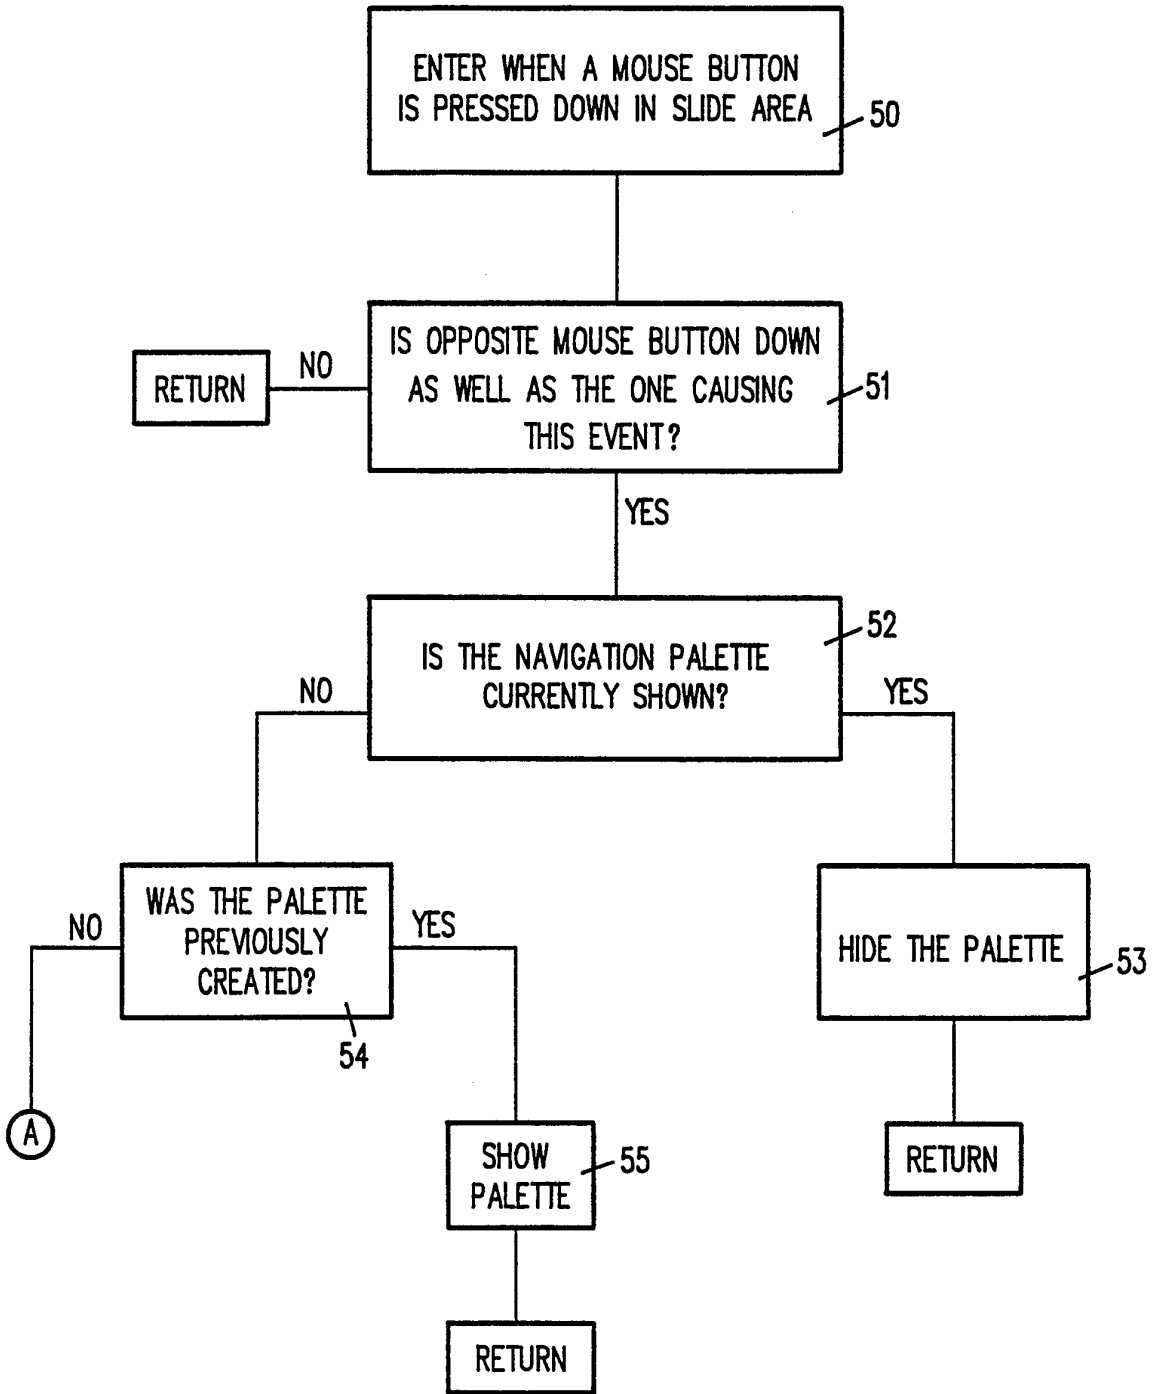 ENTER WHEN A MOUSE BUTTON
IS PRESSED DOWN IN SLIDE AREA
50
IS OPPOSITE MOUSE BUTTON DOWN
AS WELL AS THE ONE CAUSING
THIS EVENT?
51
NO
RETURN
YES
IS THE NAVIGATION PALETTE
CURRENTLY SHOWN?
52
NO
YES
WAS THE PALETTE
PREVIOUSLY
CREATED?
54
NO
YES
HIDE THE PALETTE
53
A
SHOW
PALETTE
55
RETURN
RETURN